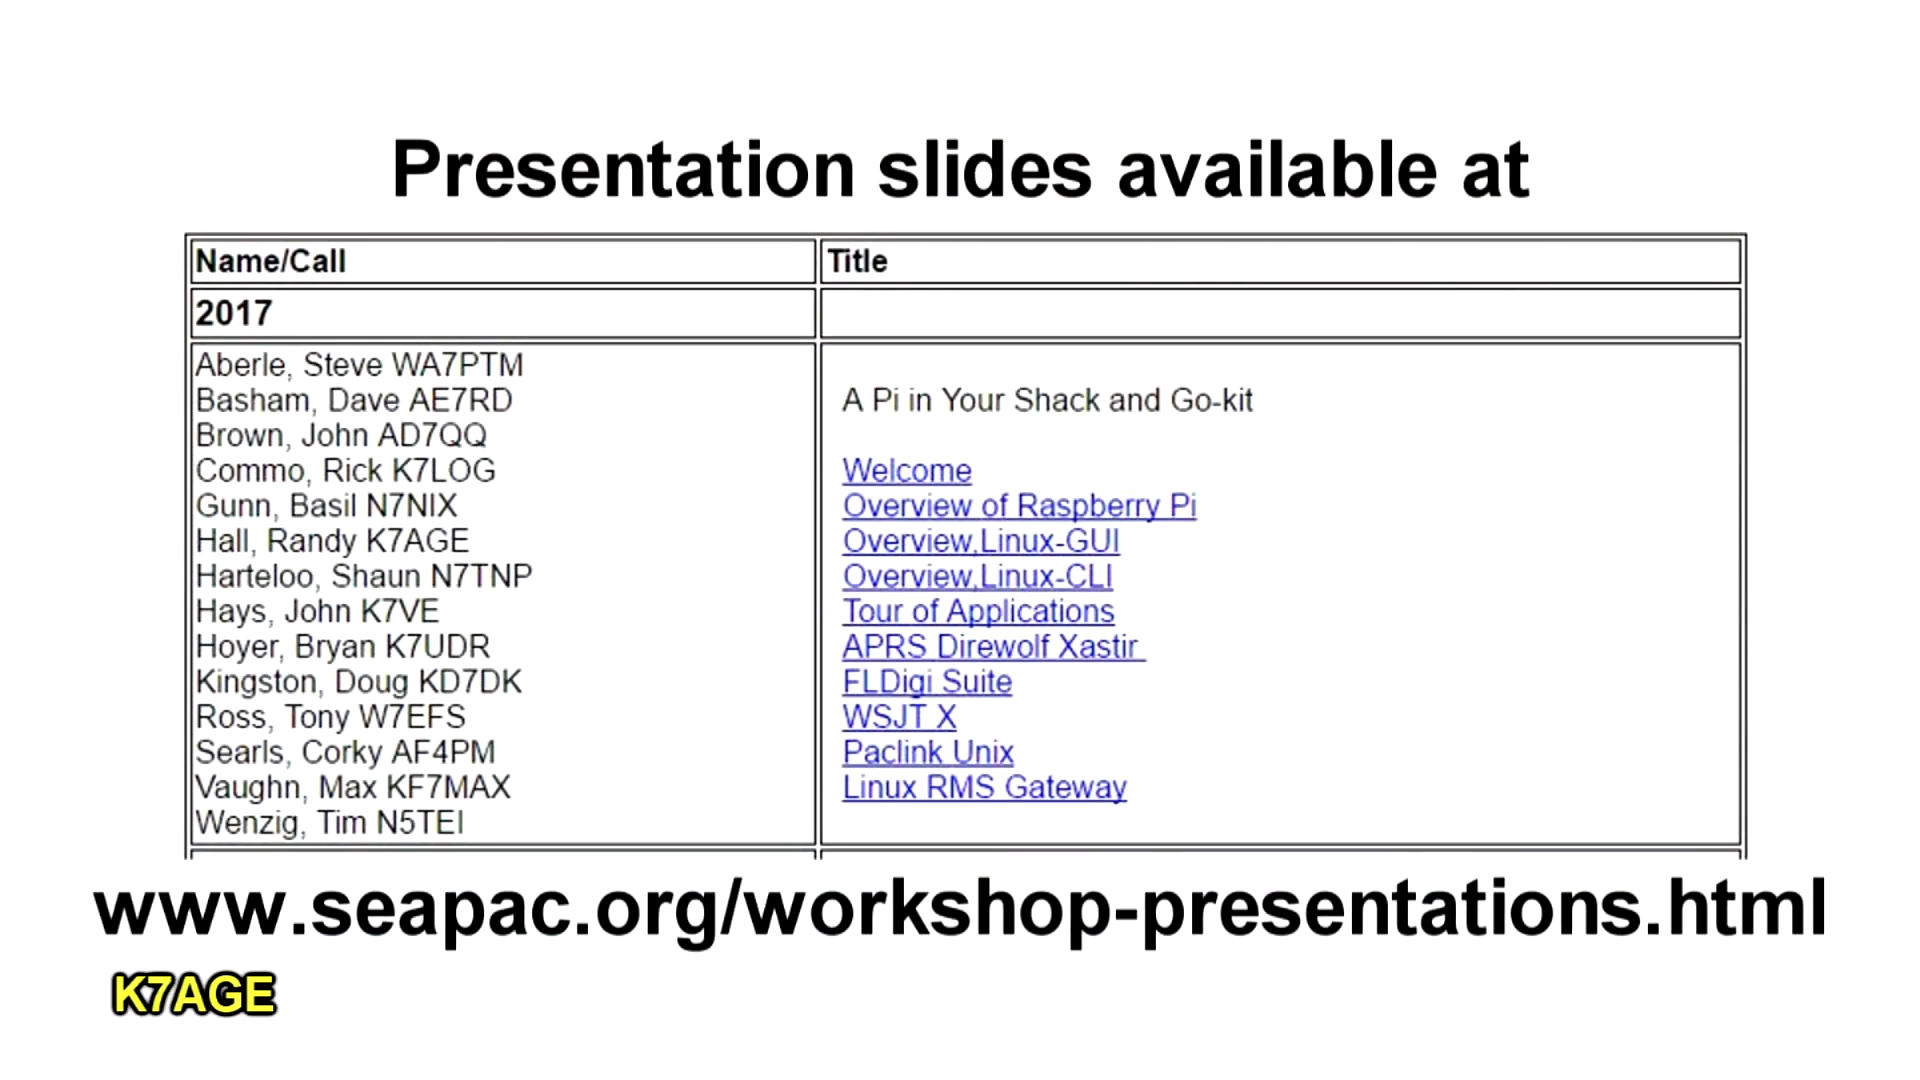 Presentation slides available at
Name/Call Title
2017
Aberle, Steve WA7PTM
Basham, Dave AE7RD
Brown, John AD7QQ
Commo, Rick K7LOG
Gunn, Basil N7NIX
Hall, Randy K7AGE
Harteloo, Shaun N7TNP
Hays, John K7VE
Hoyer, Bryan K7UDR
Kingston, Doug KD7DK
Ross, Tony W7EFS
Searls, Corky AF4PM
Vaughn, Max KF7MAX
Wenzig, Tim N5TEI
A Pi in Your Shack and Go-kit
Welcome
Overview of Raspberry Pi
Overview,Linux-GUI
Overview,Linux-CLI
Tour of Applications
APRS Direwolf Xastir
FLDigi Suite
WSJT X
Paclink Unix
Linux RMS Gateway
www.seapac.org/workshop-presentations.html
K7AGE